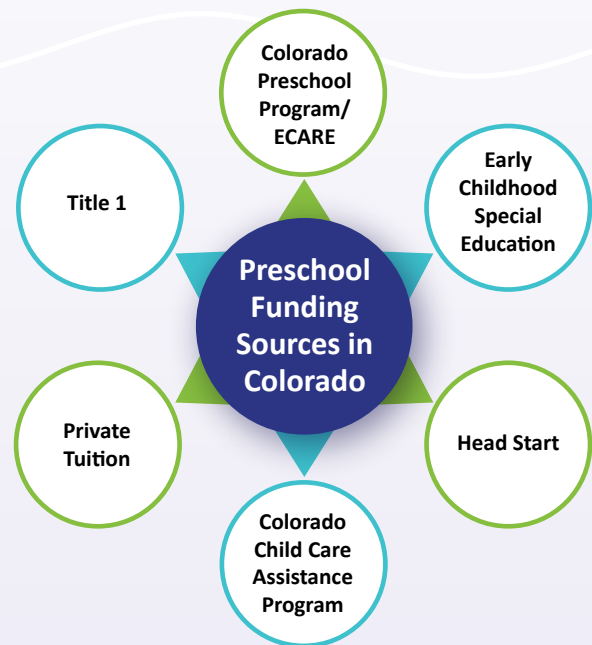 Colorado
Preschool
Program/
ECARE
Title 1
Early
Childhood
Special
Education
Preschool
Funding
Sources in
Colorado
Private
Tuition
Head Start
Colorado
Child Care
Assistance
Program